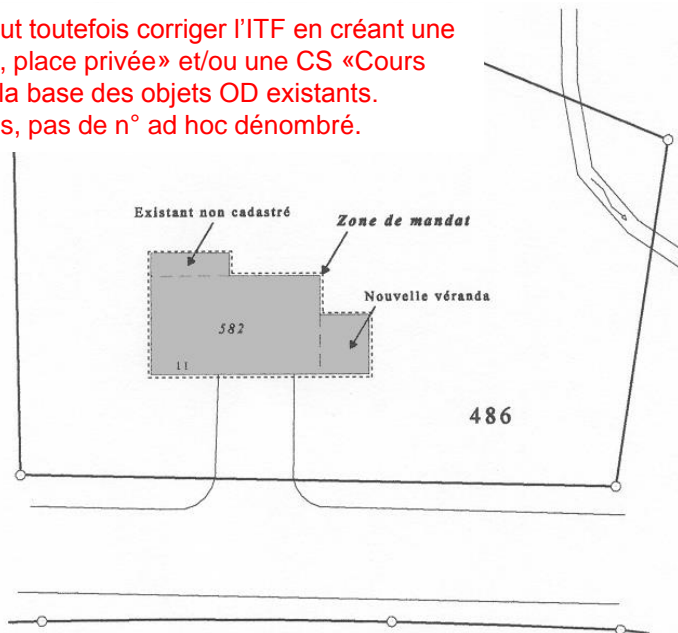 ut toutefois corriger l’ITF en créant une
, place privée» et/ou une CS «Cours
la base des objets OD existants.
s, pas de n° ad hoc dénombré.
Existant non cadastré
Zone de mandat
Nouvelle véranda
582
11
486